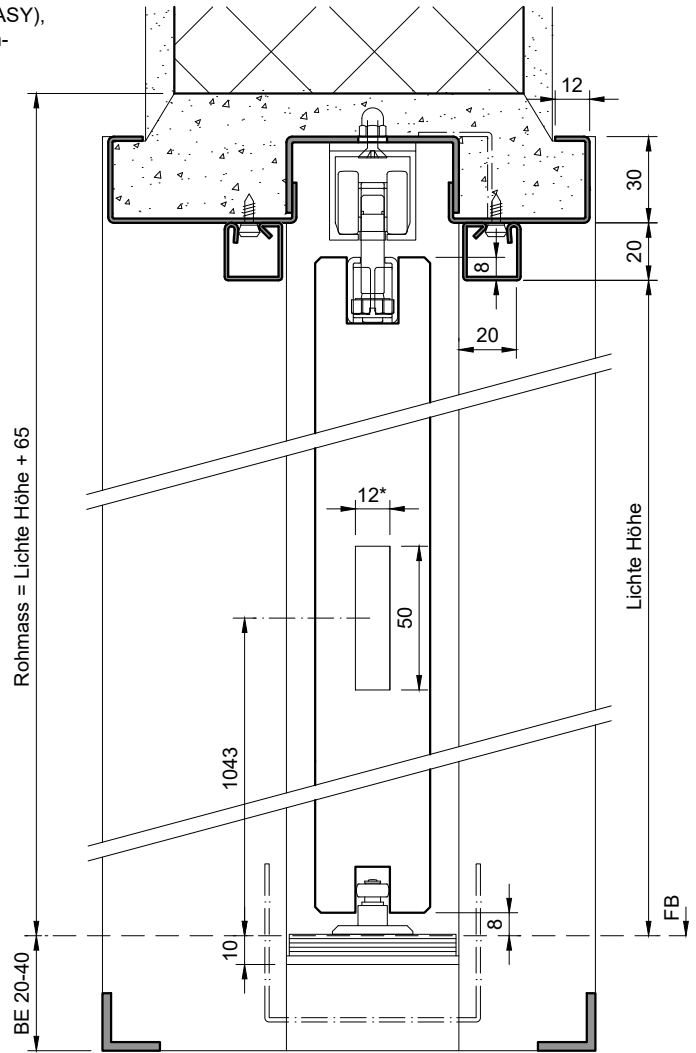 ASY),
n-
12
30
20
8
20
Rohmass = Lichte Höhe + 65
12*
50
Lichte Höhe
1043
FB
8
10
BE 20-40